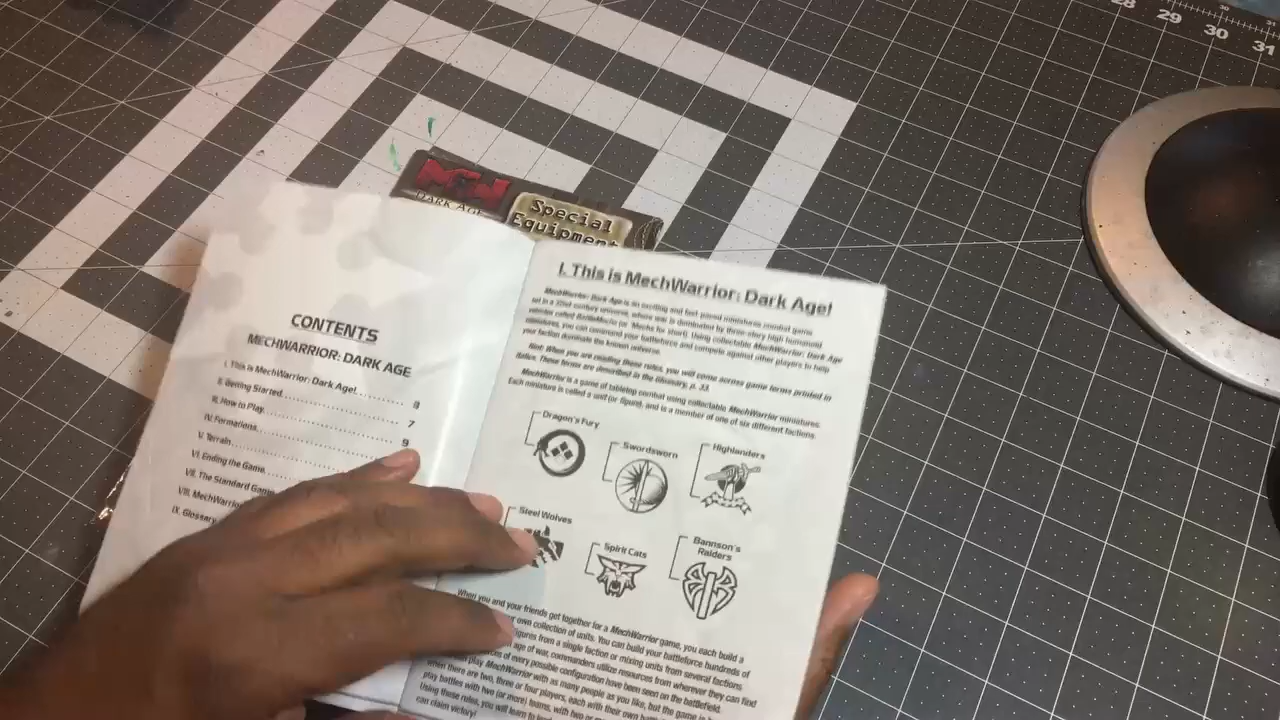 28
29
30
30
31
31
MW
DARK AGE
Special
Equipment
CONTENTS
MECHWARRIOR: DARK AGE
I. This is MechWarrior: Dark Age!
II. Getting Started
7
III. How to Play
9
IV. Formations
V. Terrain
VI. Ending the Game
VII. The Standard Game
VIII. MechWarrior
IX. Glossary
I. This is MechWarrior: Dark Age!
MechWarrior: Dark Age is an exciting and fast-paced miniatures combat game
set in a 32nd century universe, where war is dominated by three-story high humanoid
called BattleMechs (or 'Mechs for short). Using collectable MechWarrior: Dark Age
miniatures, you can command your battleforce and compete against other players to help
your faction dominate the known universe.
Note: When you are reading these rules, you will come across game terms printed in
italics. These terms are described in the Glossary, p. 33.
MechWarrior is a game of tabletop combat using collectable MechWarrior miniatures.
Each miniature is called a unit (or figure), and is a member of one of six different factions.
Dragon's Fury
Swordsworn
Highlanders
Steel Wolves
Spirit Cats
Bannson's
Raiders
When you and your friends get together for a MechWarrior game, you each build a
own collection of units. You can build your battleforce
figures from a single faction or mixing units from several factions
age of war, commanders utilize resources from wherever they can find
of every possible configuration have been seen on the battlefield.
play MechWarrior with as many people as you like, but the game is
when there are two, three or four players, each with their own
play battles with two (or more) teams, with two or
Using these rules, you will learn to
can claim victory!